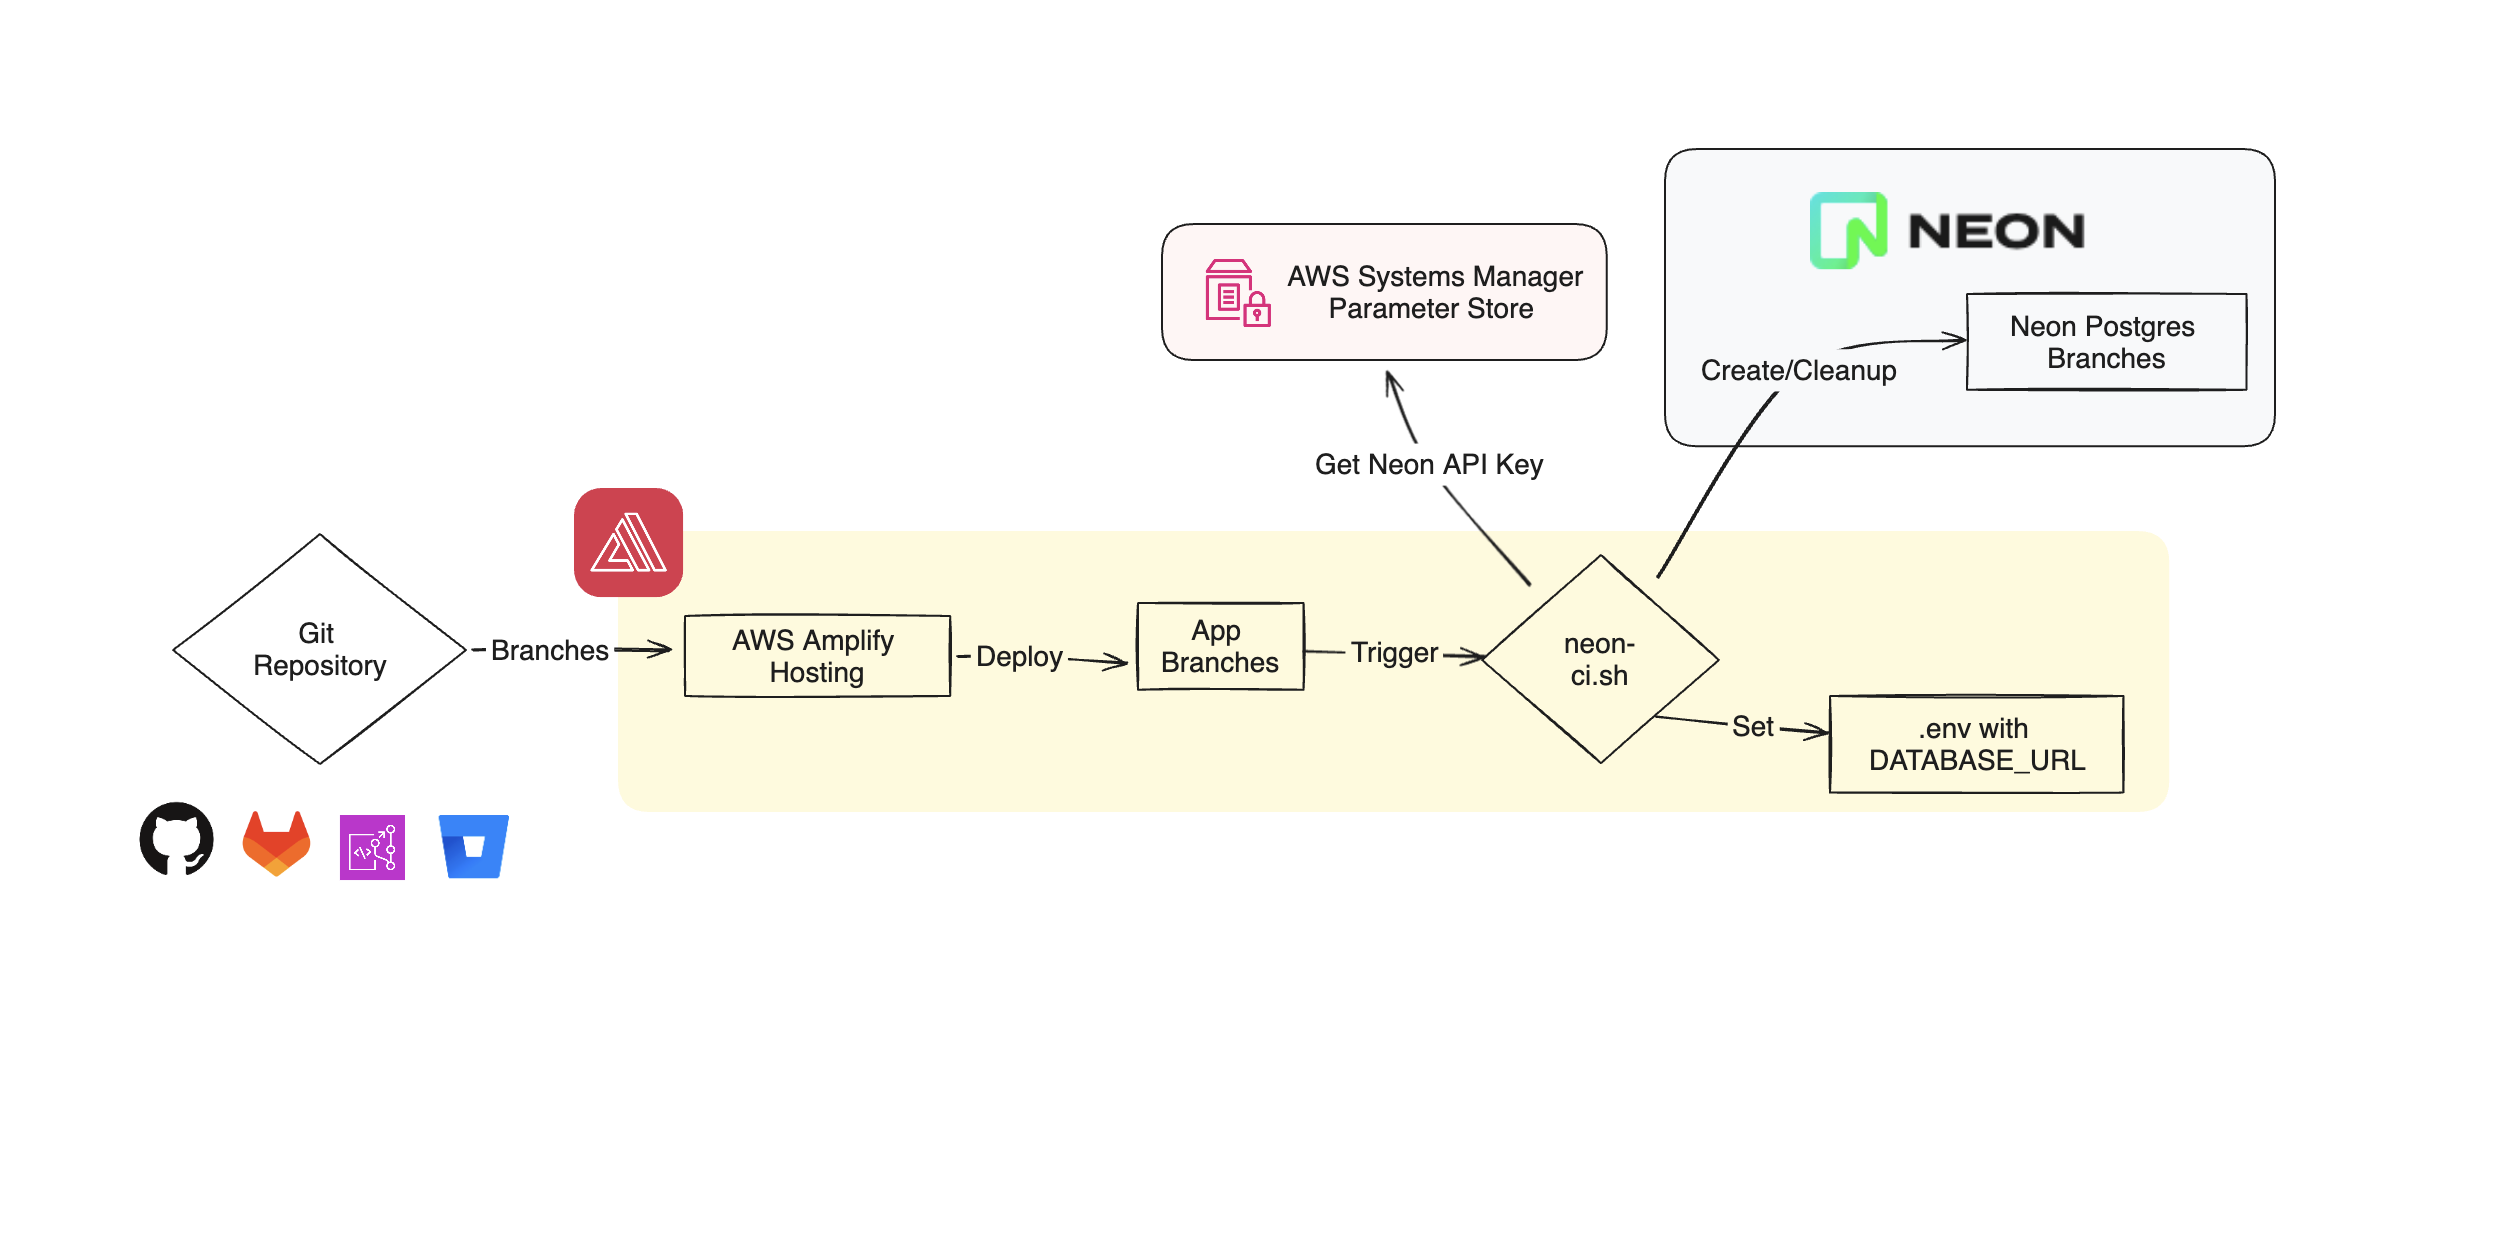 NEON
AWS Systems Manager
Parameter Store
Neon Postgres
Branches
Create/Cleanup
Get Neon API Key
Git
Repository
Branches
AWS Amplify
Hosting
Deploy
App
Branches
Trigger
neon-
ci.sh
Set
.env with
DATABASE_URL